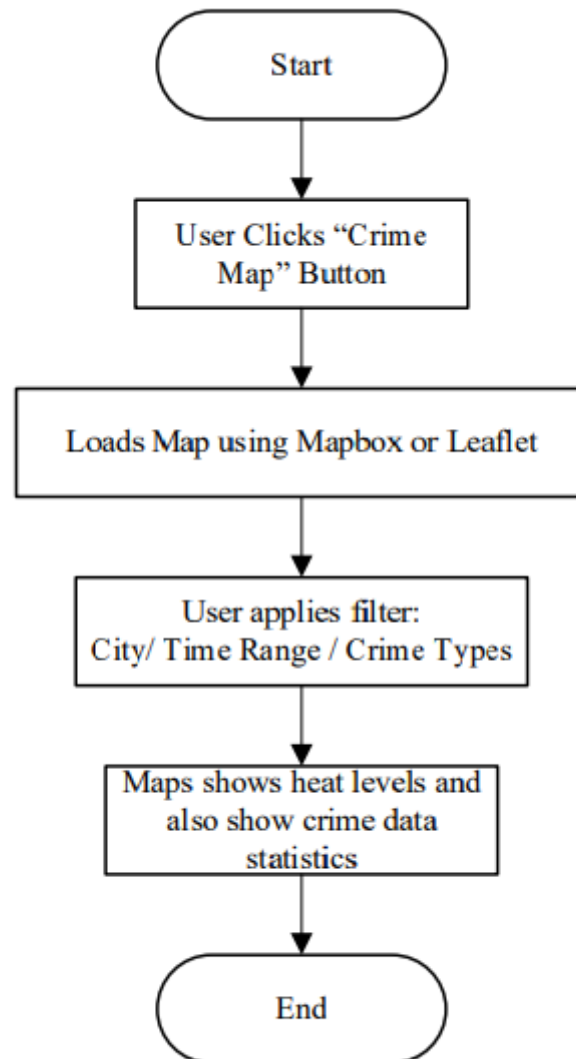 Start
User Clicks “Crime
Map” Button
Loads Map using Mapbox or Leaflet
User applies filter:
City/ Time Range / Crime Types
Maps shows heat levels and
also show crime data
statistics
End